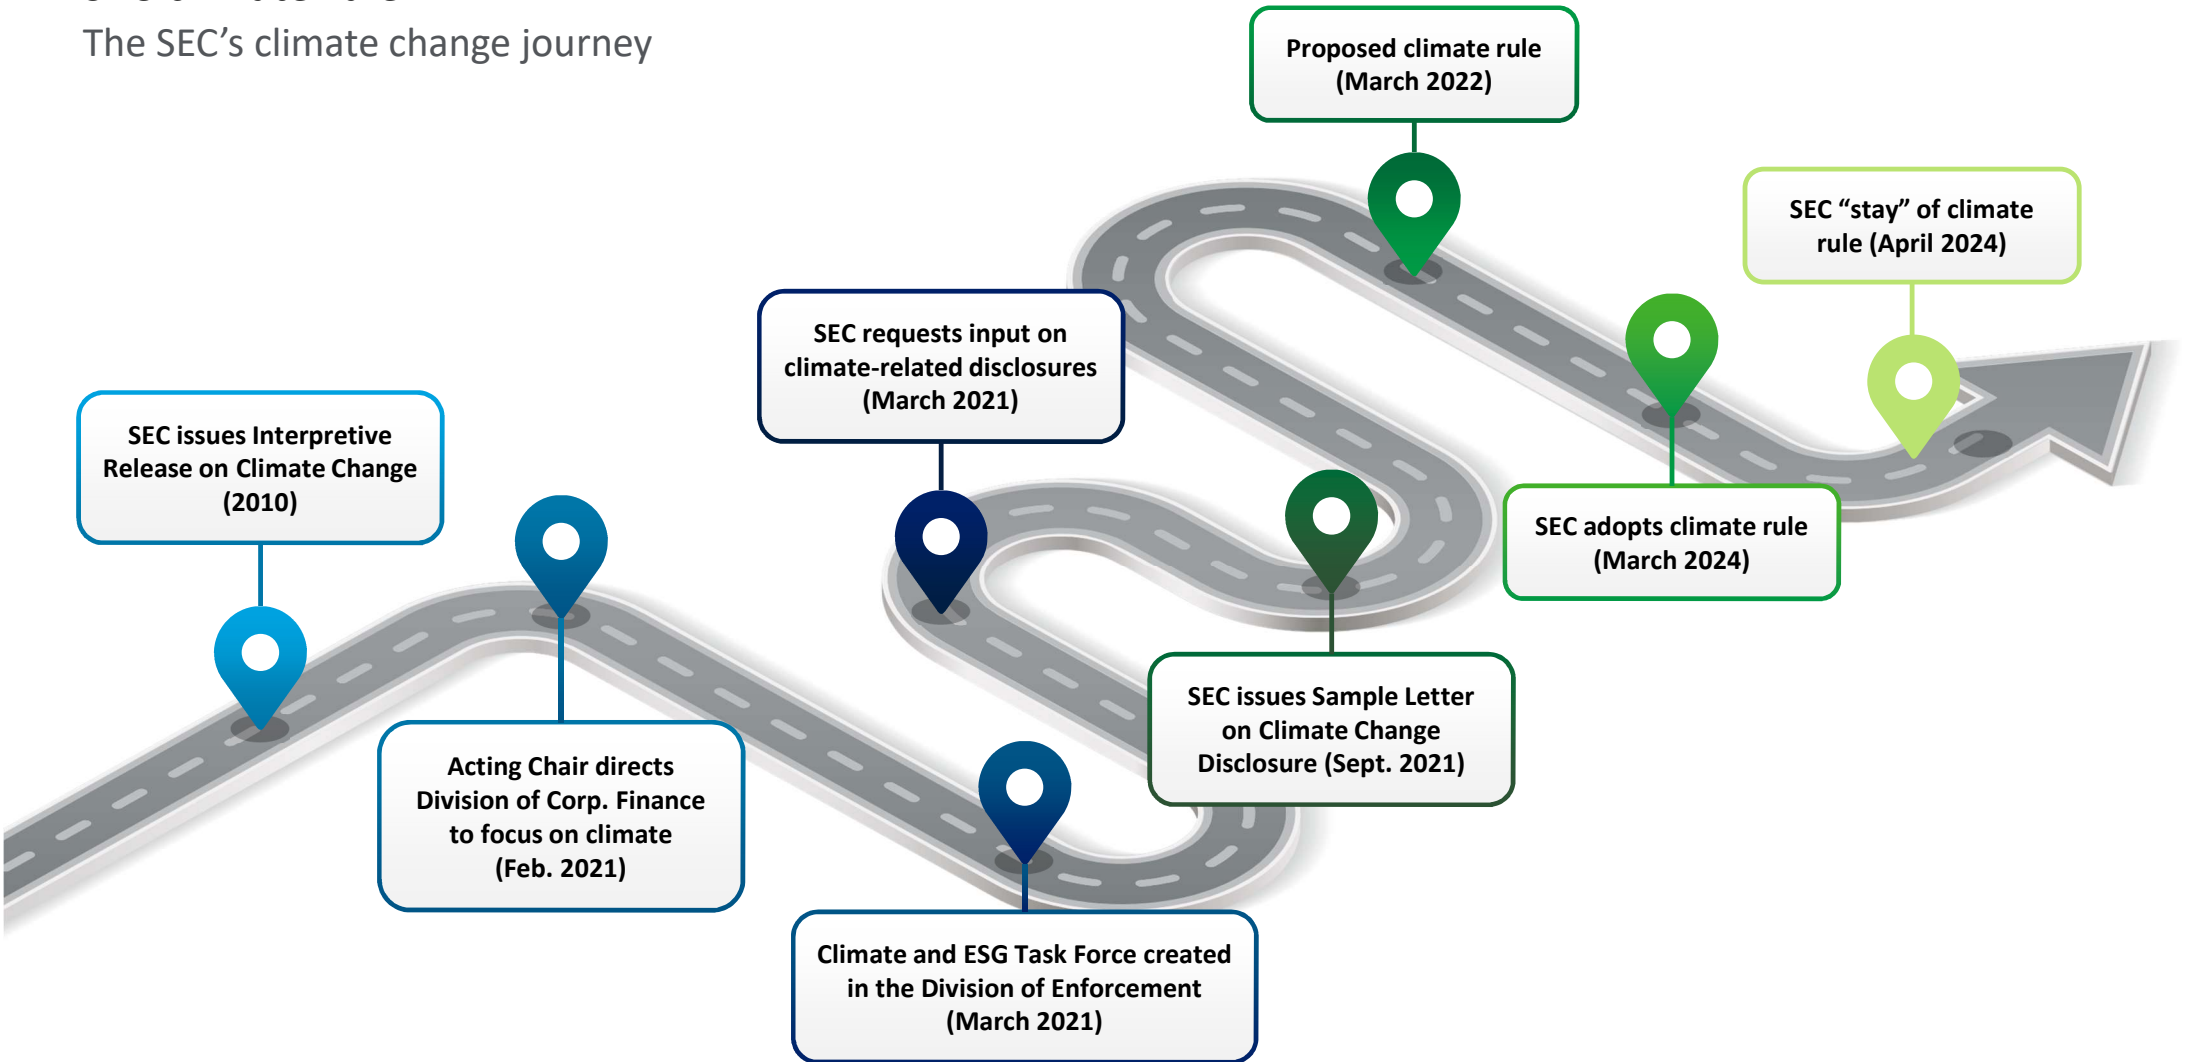 The SEC’s climate change journey
SEC issues Interpretive
Release on Climate Change
(2010)
Acting Chair directs
Division of Corp. Finance
to focus on climate
(Feb. 2021)
Climate and ESG Task Force created
in the Division of Enforcement
(March 2021)
SEC requests input on
climate-related disclosures
(March 2021)
SEC issues Sample Letter
on Climate Change
Disclosure (Sept. 2021)
Proposed climate rule
(March 2022)
SEC adopts climate rule
(March 2024)
SEC “stay” of climate
rule (April 2024)